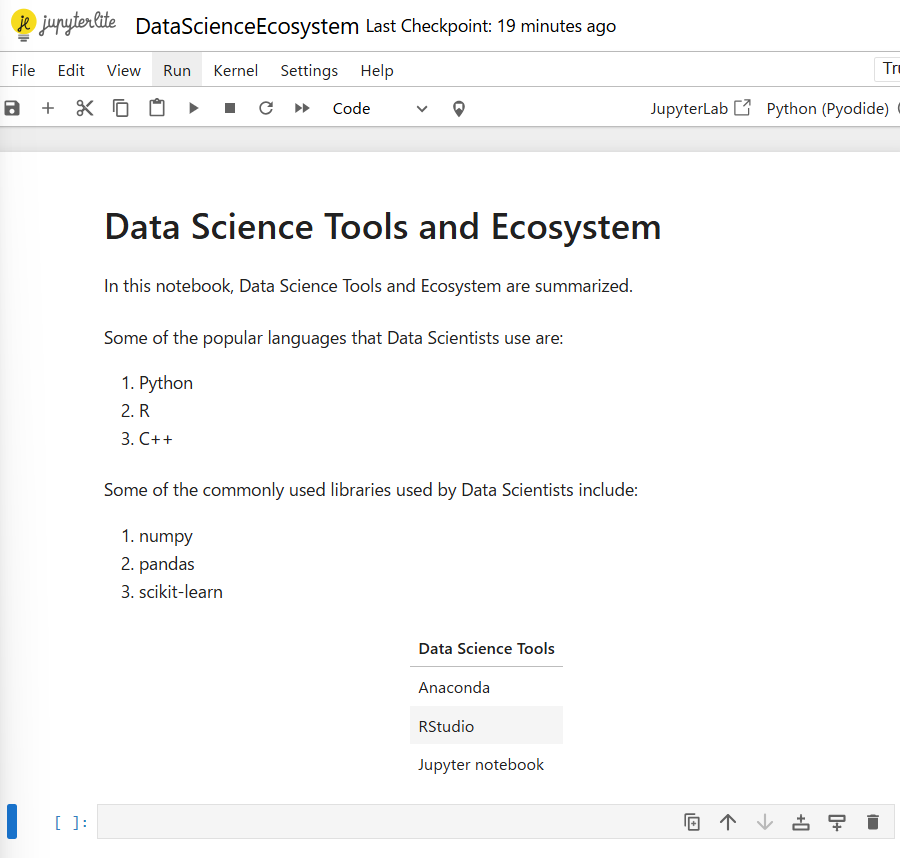 jupyterlite DataScienceEcosystem Last Checkpoint: 19 minutes ago
File Edit View Run Kernel Settings Help
Code JupyterLab Python (Pyodide)
Data Science Tools and Ecosystem
In this notebook, Data Science Tools and Ecosystem are summarized.
Some of the popular languages that Data Scientists use are:
1. Python
2. R
3. C++
Some of the commonly used libraries used by Data Scientists include:
1. numpy
2. pandas
3. scikit-learn
Data Science Tools
Anaconda
RStudio
Jupyter notebook
[ ]: